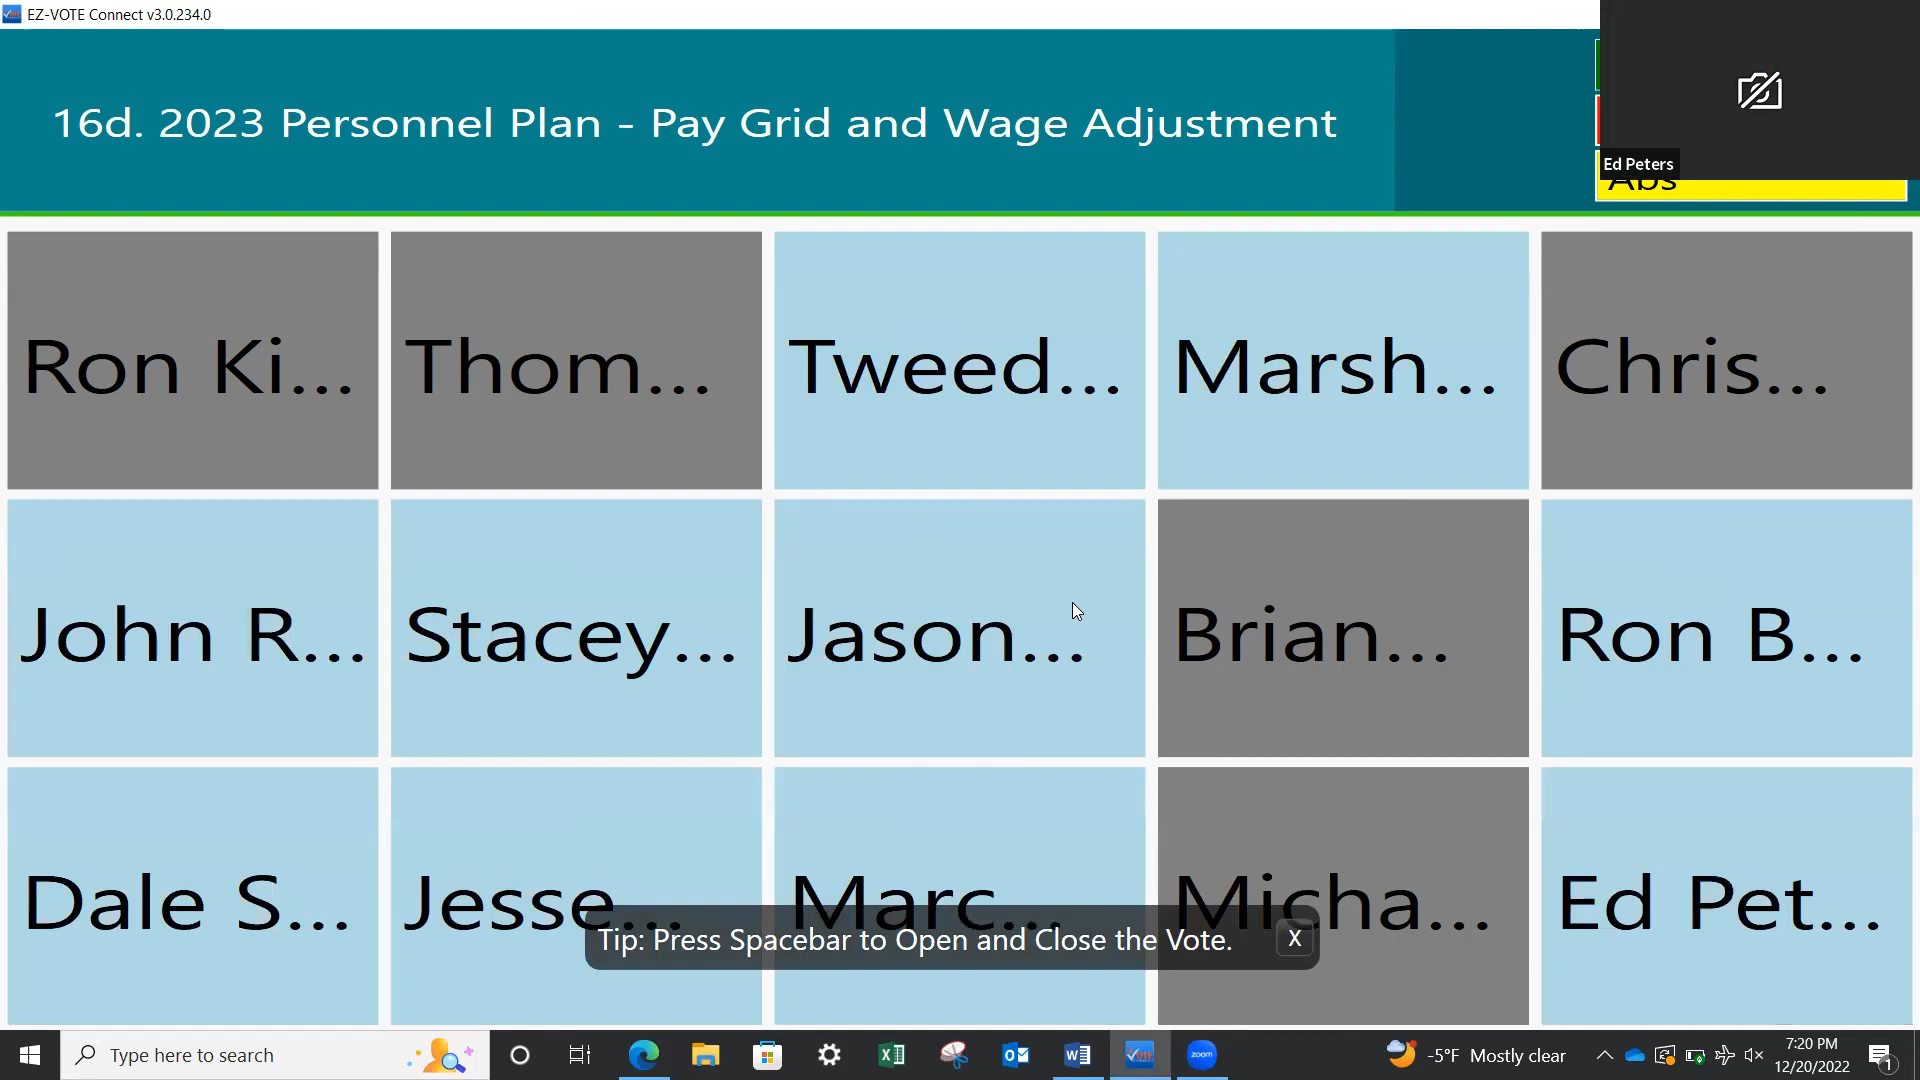 EZ-VOTE Connect v3.0.234.0
16d. 2023 Personnel Plan - Pay Grid and Wage Adjustment
Ed Peters
Abs
Ron Ki... Thom... Tweed... Marsh... Chris...
John R... Stacey... Jason... Brian... Ron B...
Dale S... Jesse... Marc... Micha... Ed Pet...
Tip: Press Spacebar to Open and Close the Vote. X
Type here to search
zoom
-5°F Mostly clear
7:20 PM
12/20/2022
1